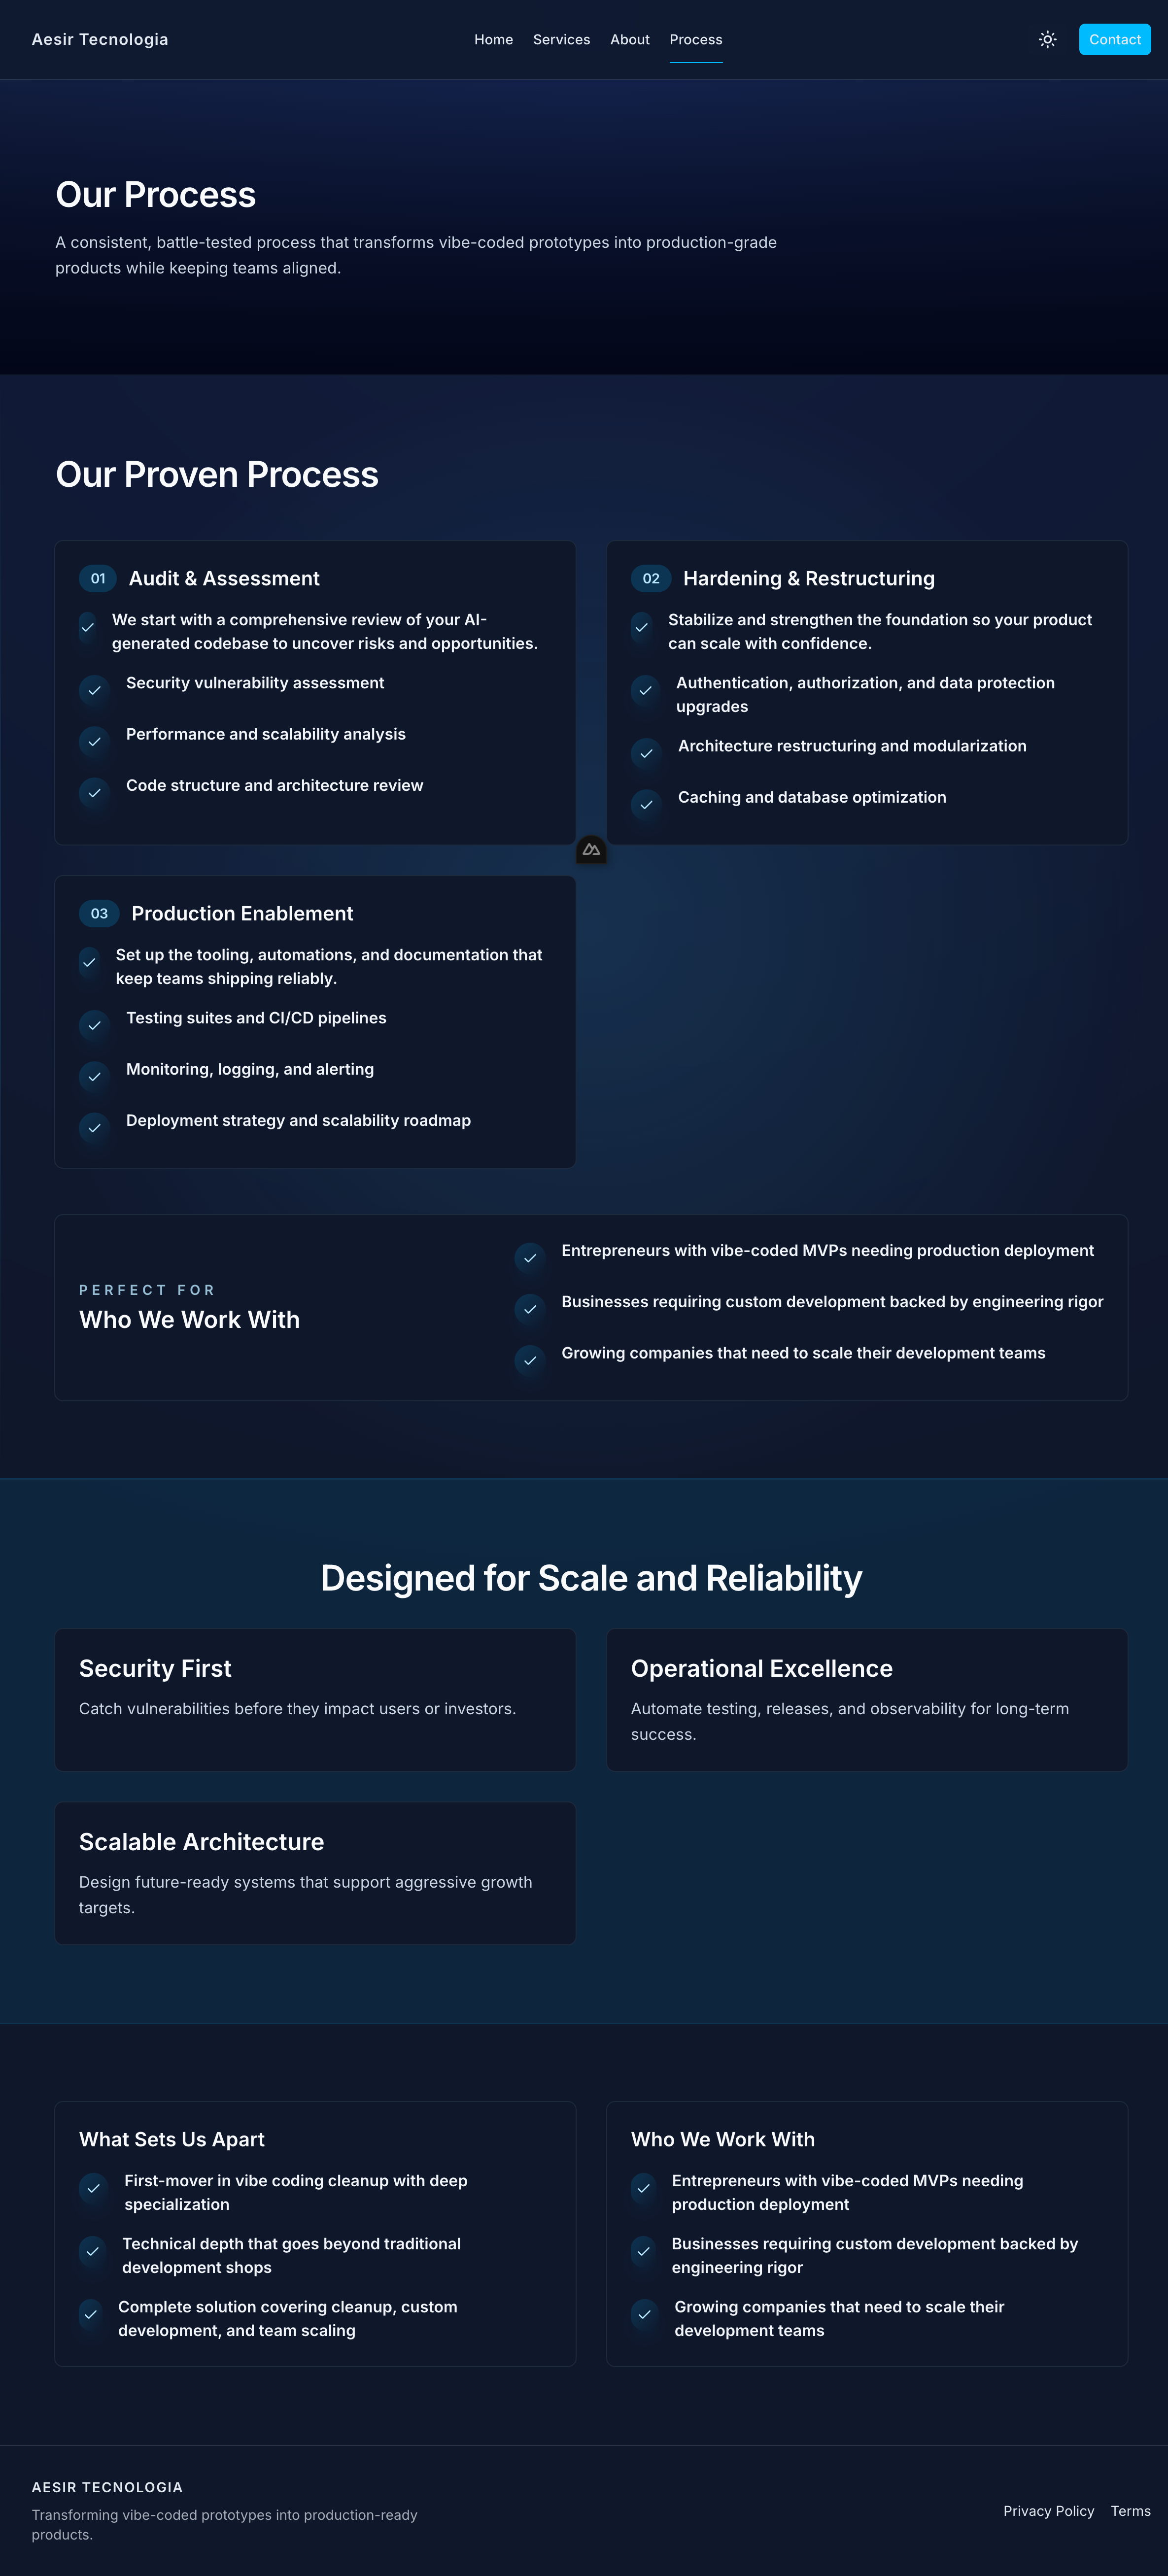 Aesir Tecnologia
Home Services About Process
Contact
Our Process
A consistent, battle-tested process that transforms vibe-coded prototypes into production-grade
products while keeping teams aligned.
Our Proven Process
01 Audit & Assessment
We start with a comprehensive review of your AI-
generated codebase to uncover risks and opportunities.
Security vulnerability assessment
Performance and scalability analysis
Code structure and architecture review
02 Hardening & Restructuring
Stabilize and strengthen the foundation so your product
can scale with confidence.
Authentication, authorization, and data protection
upgrades
Architecture restructuring and modularization
Caching and database optimization
03 Production Enablement
Set up the tooling, automations, and documentation that
keep teams shipping reliably.
Testing suites and CI/CD pipelines
Monitoring, logging, and alerting
Deployment strategy and scalability roadmap
PERFECT FOR
Who We Work With
Entrepreneurs with vibe-coded MVPs needing production deployment
Businesses requiring custom development backed by engineering rigor
Growing companies that need to scale their development teams
Designed for Scale and Reliability
Security First
Catch vulnerabilities before they impact users or investors.
Operational Excellence
Automate testing, releases, and observability for long-term
success.
Scalable Architecture
Design future-ready systems that support aggressive growth
targets.
What Sets Us Apart
First-mover in vibe coding cleanup with deep
specialization
Technical depth that goes beyond traditional
development shops
Complete solution covering cleanup, custom
development, and team scaling
Who We Work With
Entrepreneurs with vibe-coded MVPs needing
production deployment
Businesses requiring custom development backed by
engineering rigor
Growing companies that need to scale their
development teams
AESIR TECNOLOGIA
Transforming vibe-coded prototypes into production-ready
products.
Privacy Policy Terms